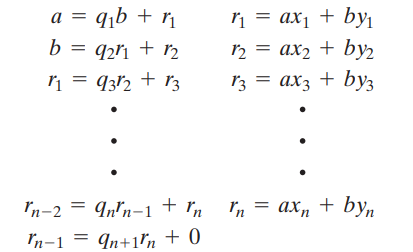 a = q₁b + r₁ r₁ = ax₁ + by₁
b = q₂r₁ + r₂ r₂ = ax₂ + by₂
r₁ = q₃r₂ + r₃ r₃ = ax₃ + by₃
• •
• •
• •
rₙ₋₂ = qₙrₙ₋₁ + rₙ rₙ = axₙ + byₙ
rₙ₋₁ = qₙ₊₁rₙ + 0